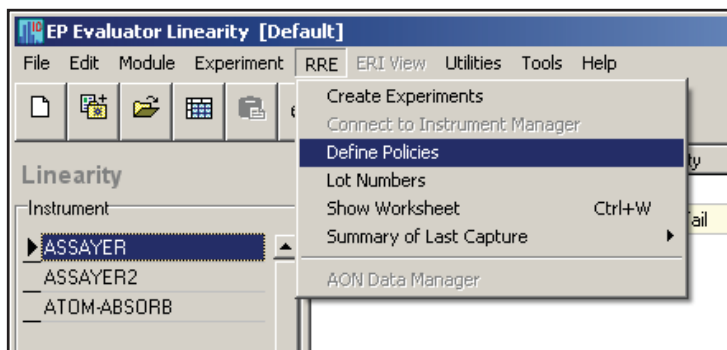 EP Evaluator Linearity [Default]
File Edit Module Experiment RRE ERI View Utilities Tools Help
Create Experiments
Connect to Instrument Manager
Define Policies
Lot Numbers
Show Worksheet Ctrl+W
Summary of Last Capture
AON Data Manager
Linearity
Instrument
ASSAYER
ASSAYER2
ATOM-ABSORB